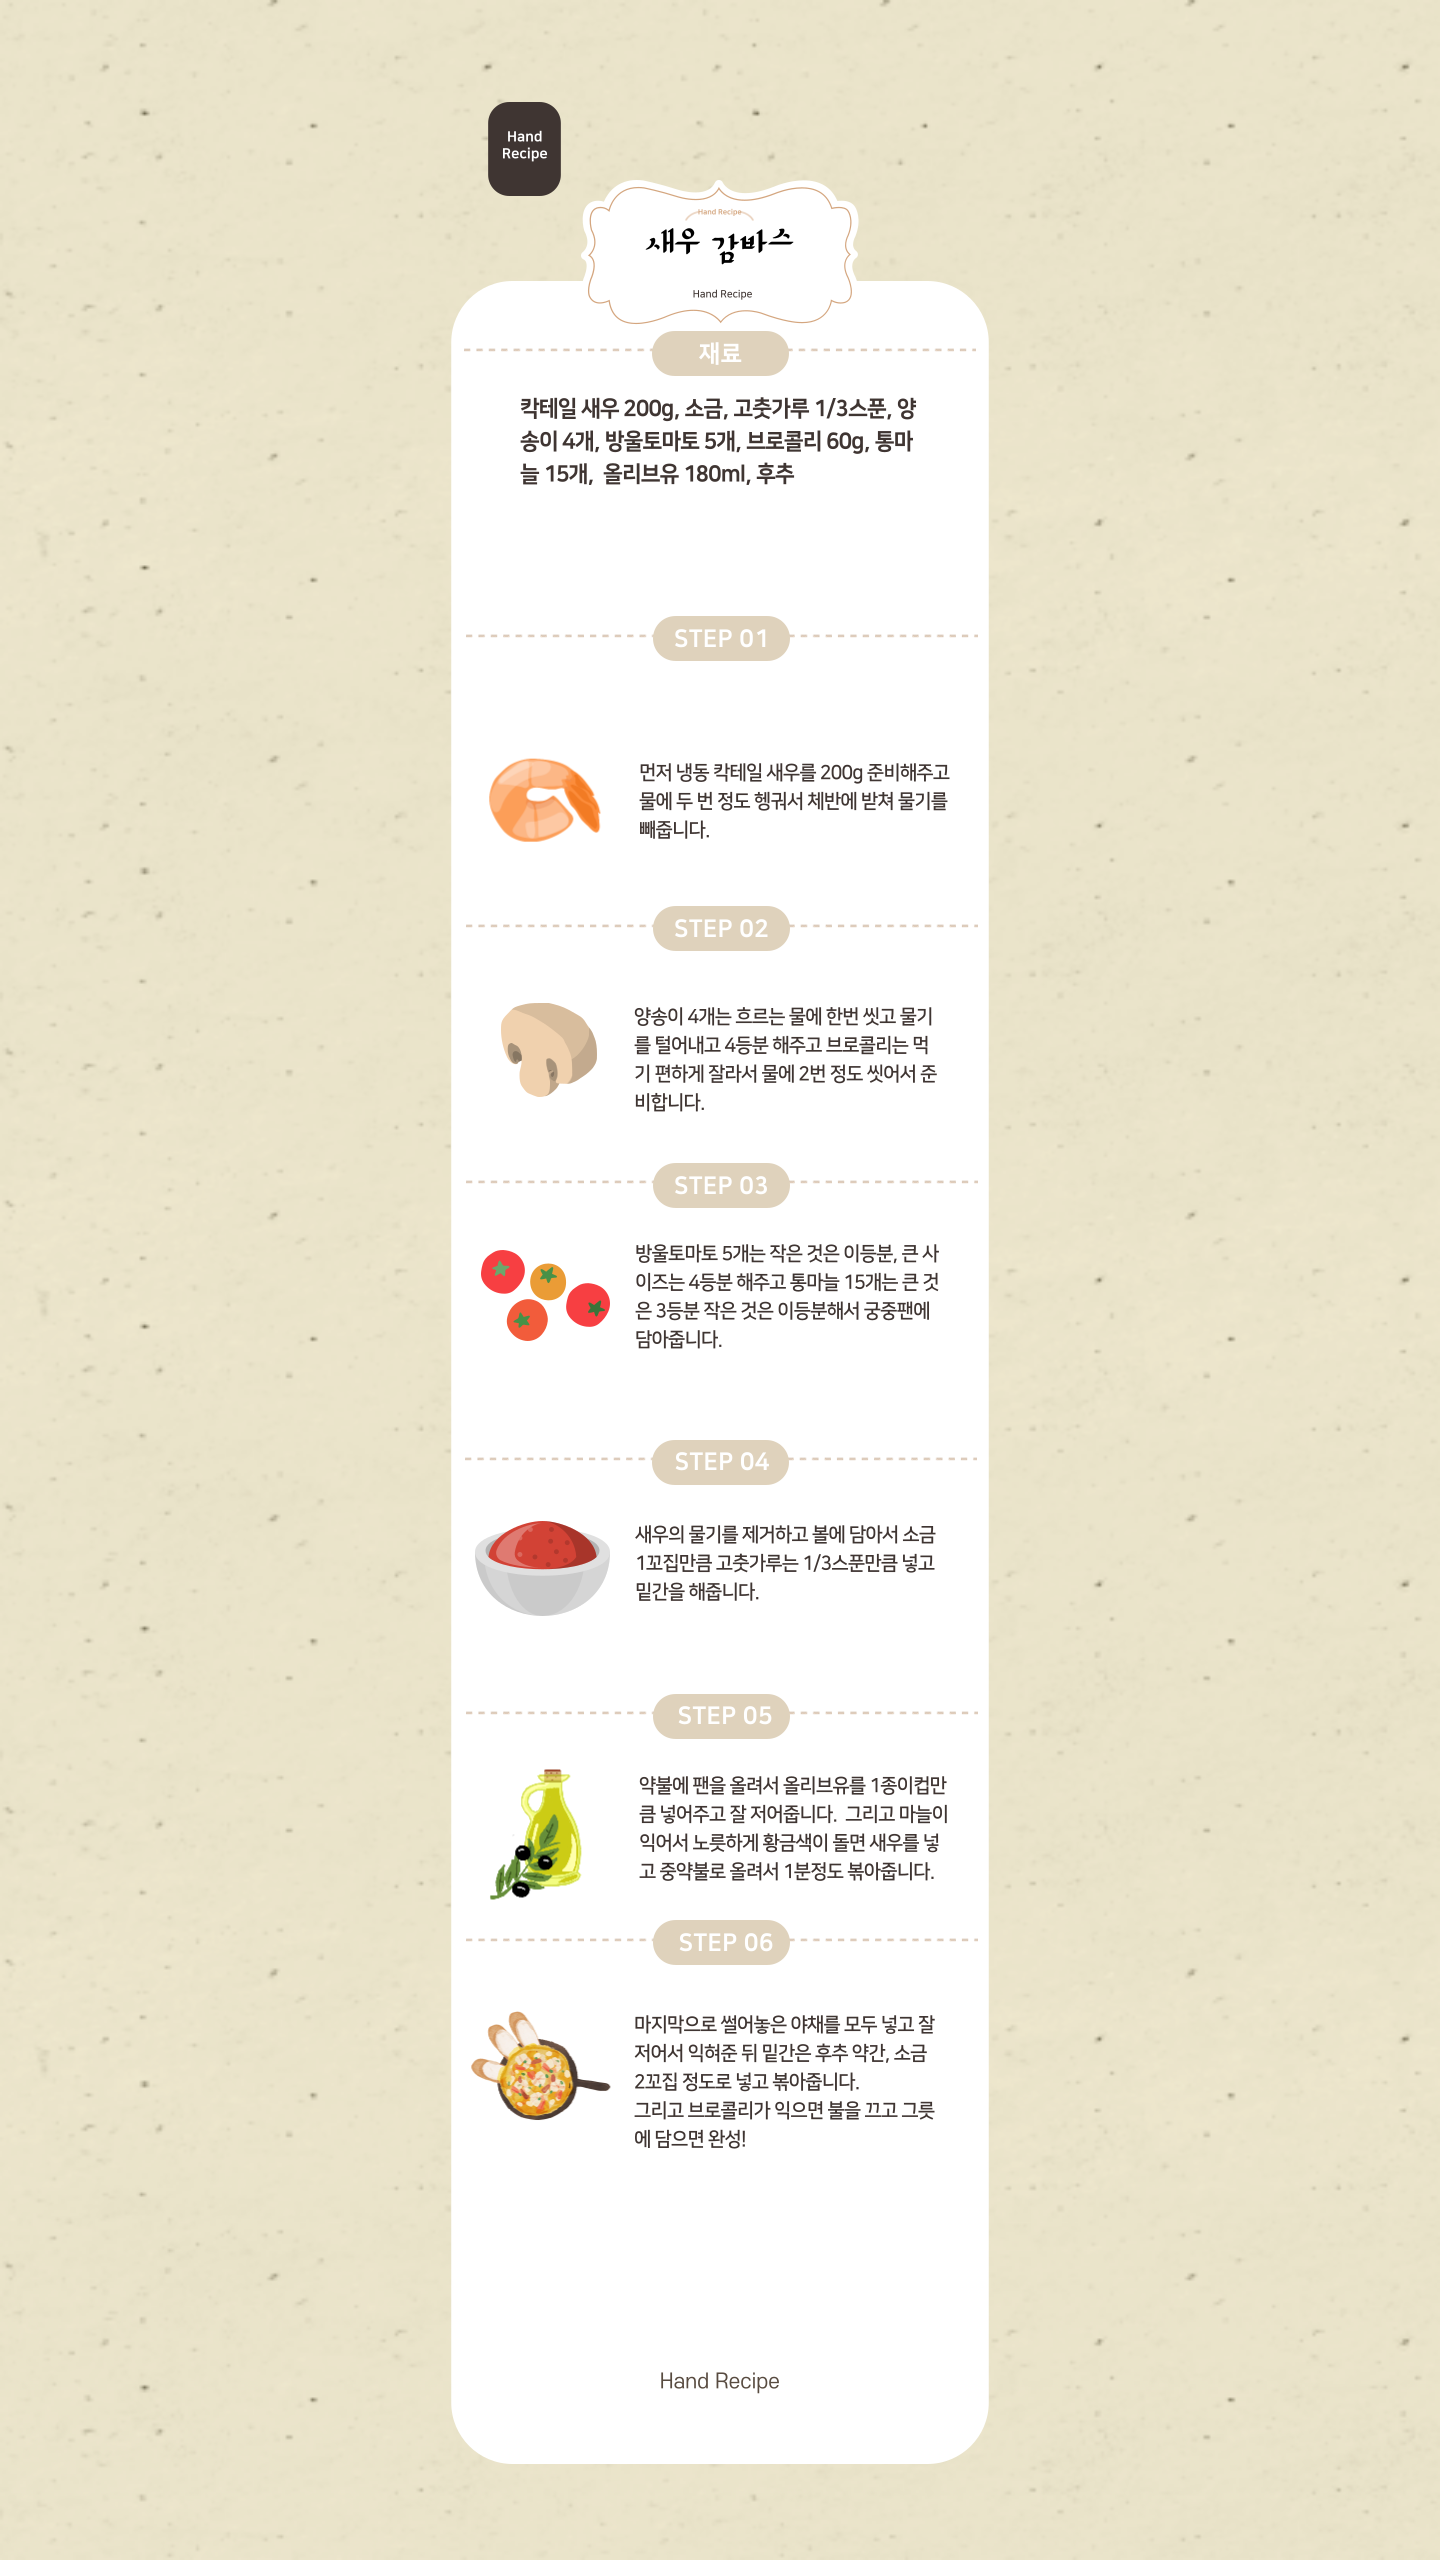 Hand
Recipe
Hand Recipe
새우 감바스
Hand Recipe
재료
칵테일 새우 200g, 소금, 고춧가루 1/3스푼, 양
송이 4개, 방울토마토 5개, 브로콜리 60g, 통마
늘 15개,  올리브유 180ml, 후추
STEP 01
먼저 냉동 칵테일 새우를 200g 준비해주고
물에 두 번 정도 헹궈서 체반에 받쳐 물기를
빼줍니다.
STEP 02
양송이 4개는 흐르는 물에 한번 씻고 물기
를 털어내고 4등분 해주고 브로콜리는 먹
기 편하게 잘라서 물에 2번 정도 씻어서 준
비합니다.
STEP 03
방울토마토 5개는 작은 것은 이등분, 큰 사
이즈는 4등분 해주고 통마늘 15개는 큰 것
은 3등분 작은 것은 이등분해서 궁중팬에
담아줍니다.
STEP 04
새우의 물기를 제거하고 볼에 담아서 소금
1꼬집만큼 고춧가루는 1/3스푼만큼 넣고
밑간을 해줍니다.
STEP 05
약불에 팬을 올려서 올리브유를 1종이컵만
큼 넣어주고 잘 저어줍니다.  그리고 마늘이
익어서 노릇하게 황금색이 돌면 새우를 넣
고 중약불로 올려서 1분정도 볶아줍니다.
STEP 06
마지막으로 썰어놓은 야채를 모두 넣고 잘
저어서 익혀준 뒤 밑간은 후추 약간, 소금
2꼬집 정도로 넣고 볶아줍니다.
그리고 브로콜리가 익으면 불을 끄고 그릇
에 담으면 완성!
Hand Recipe